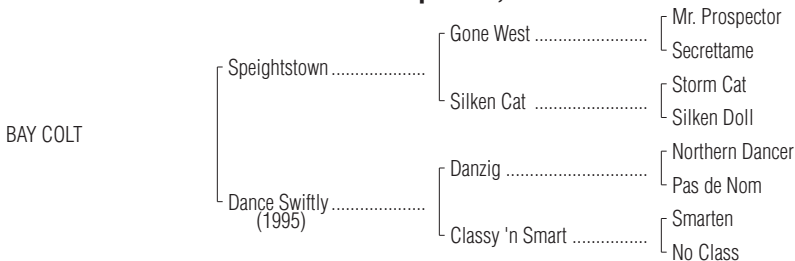 Mr. Prospector
Gone West ........................
Secrettame
Speightstown ....................
Storm Cat
Silken Cat ........................
Silken Doll
BAY COLT
Northern Dancer
Danzig ..............................
Pas de Nom
Dance Swiftly ....................
(1995)
Smarten
Classy 'n Smart ................
No Class